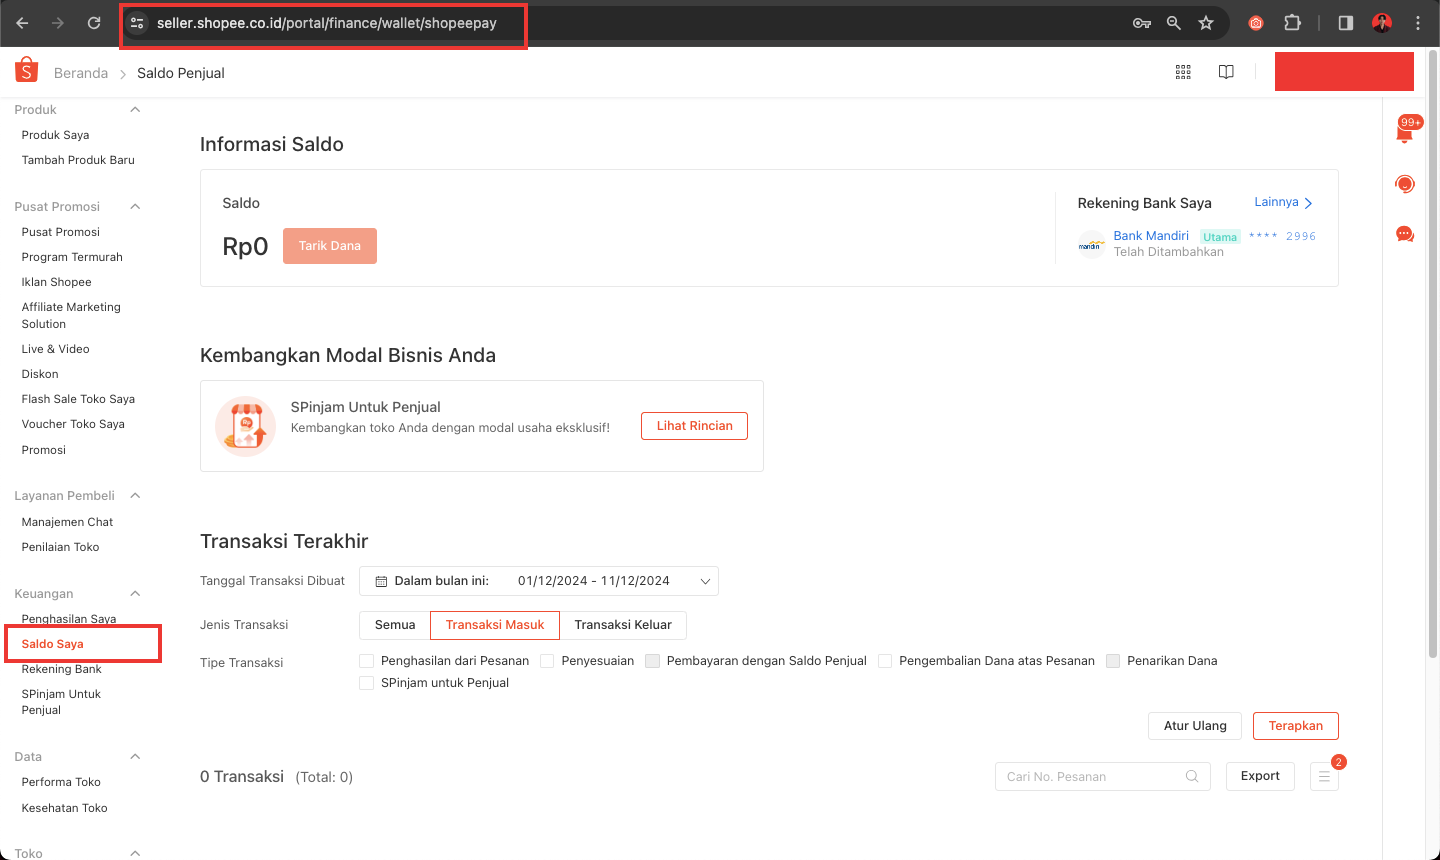 seller.shopee.co.id/portal/finance/wallet/shopeepay
Beranda > Saldo Penjual
Produk
Produk Saya
Tambah Produk Baru
Pusat Promosi
Pusat Promosi
Program Termurah
Iklan Shopee
Affiliate Marketing
Solution
Live & Video
Diskon
Flash Sale Toko Saya
Voucher Toko Saya
Promosi
Layanan Pembeli
Manajemen Chat
Penilaian Toko
Keuangan
Penghasilan Saya
Saldo Saya
Rekening Bank
SPinjam Untuk
Penjual
Data
Performa Toko
Kesehatan Toko
Toko
Informasi Saldo
Saldo
Rp0 Tarik Dana
Rekening Bank Saya Lainnya
mandiri
Bank Mandiri Utama **** 2996
Telah Ditambahkan
Kembangkan Modal Bisnis Anda
Rp
SPinjam Untuk Penjual
Kembangkan toko Anda dengan modal usaha eksklusif!
Lihat Rincian
Transaksi Terakhir
Tanggal Transaksi Dibuat Dalam bulan ini: 01/12/2024 - 11/12/2024
Jenis Transaksi Semua Transaksi Masuk Transaksi Keluar
Tipe Transaksi Penghasilan dari Pesanan Penyesuaian Pembayaran dengan Saldo Penjual Pengembalian Dana atas Pesanan Penarikan Dana
SPinjam untuk Penjual
Atur Ulang Terapkan
0 Transaksi (Total: 0) Cari No. Pesanan Export 2
99+